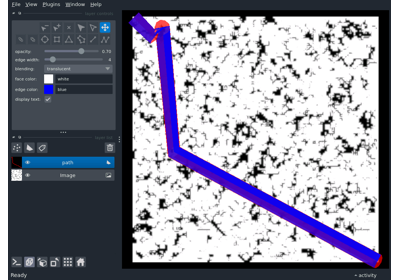 File View Plugins Window Help
opacity: 0.70
edge width: 4
blending: translucent
face color: white
edge color: blue
display text: ✓
path
Image
Ready
activity